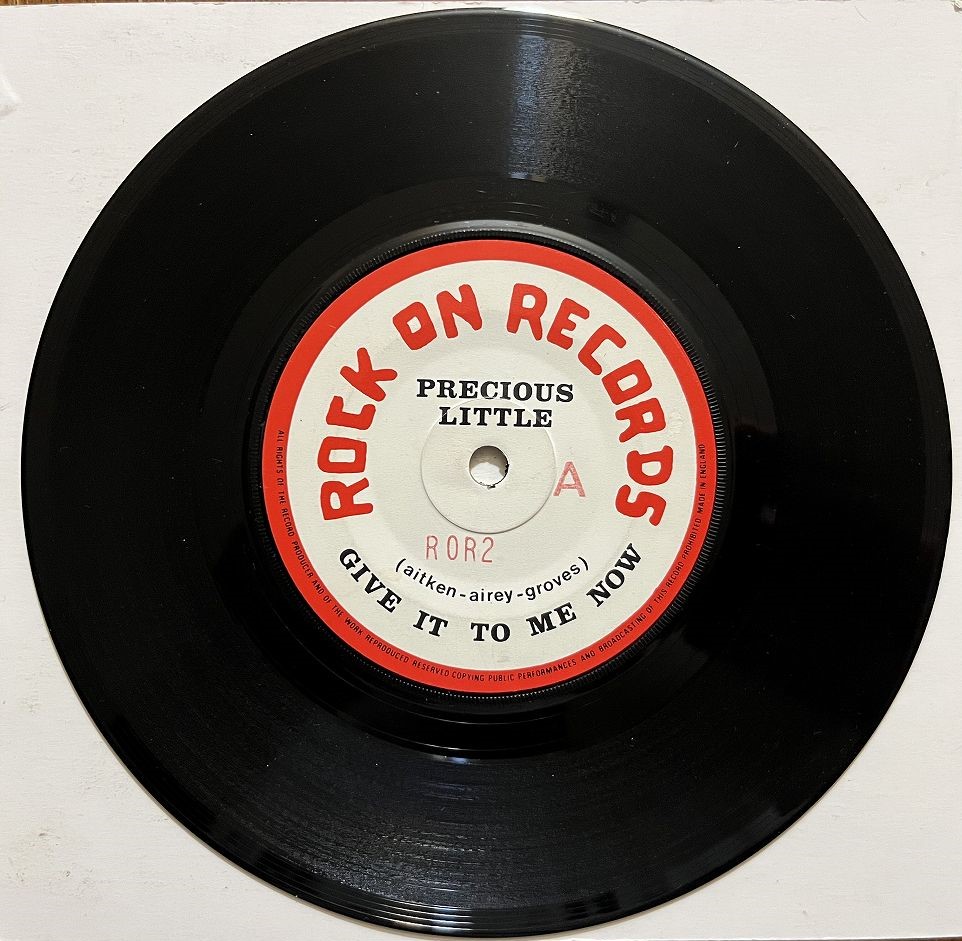 ROCK ON RECORDS
PRECIOUS
LITTLE
A
ROR2
(aitken-airey-groves)
GIVE IT TO ME NOW
ALL RIGHTS OF THE RECORD PRODUCER AND OF THE WORK REPRODUCED RESERVED COPYING PUBLIC PERFORMANCES AND BROADCASTING OF THIS RECORD PROHIBITED MADE IN ENGLAND